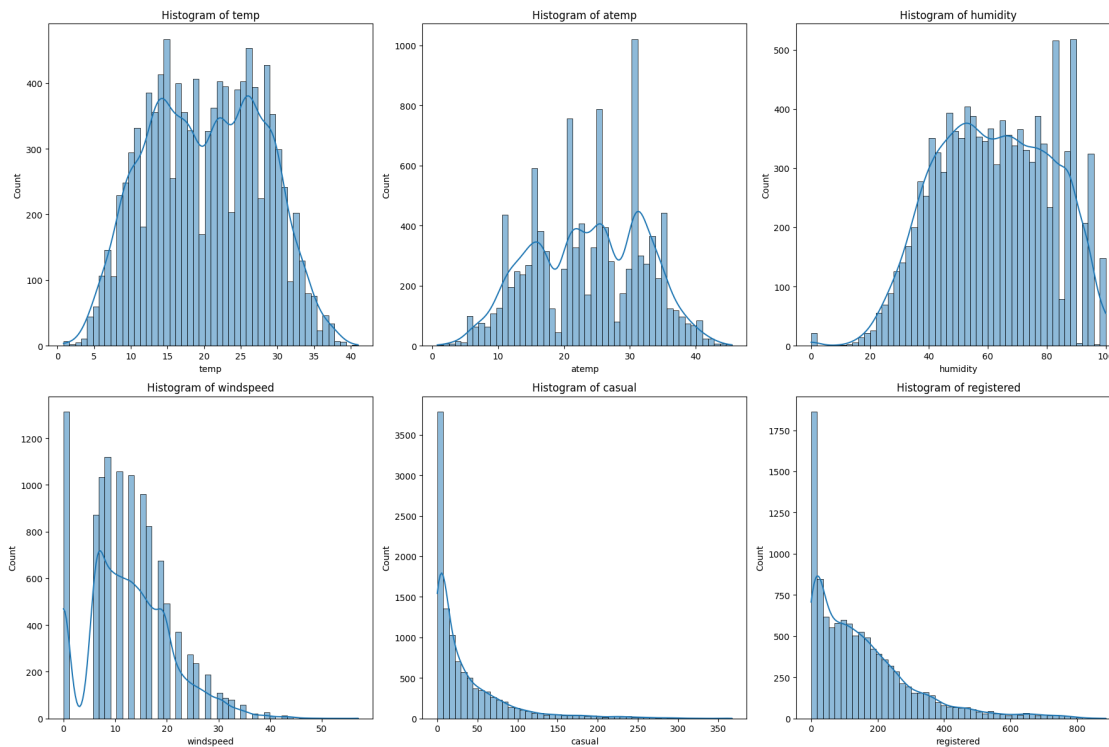 Histogram of temp
Count
400
300
200
100
0
0 5 10 15 20 25 30 35 40
temp
Histogram of atemp
Count
1000
800
600
400
200
0
0 10 20 30 40
atemp
Histogram of humidity
Count
500
400
300
200
100
0
0 20 40 60 80 100
humidity
Histogram of windspeed
Count
1200
1000
800
600
400
200
0
0 10 20 30 40 50
windspeed
Histogram of casual
Count
3500
3000
2500
2000
1500
1000
500
0
0 50 100 150 200 250 300 350
casual
Histogram of registered
Count
1750
1500
1250
1000
750
500
250
0
0 200 400 600 800
registered